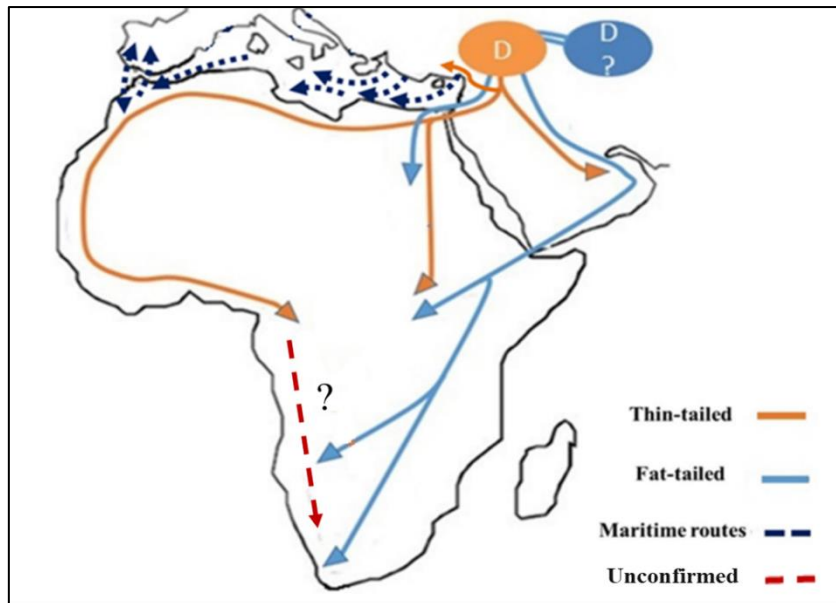 D
D
?
?
Thin-tailed
Fat-tailed
Maritime routes
Unconfirmed